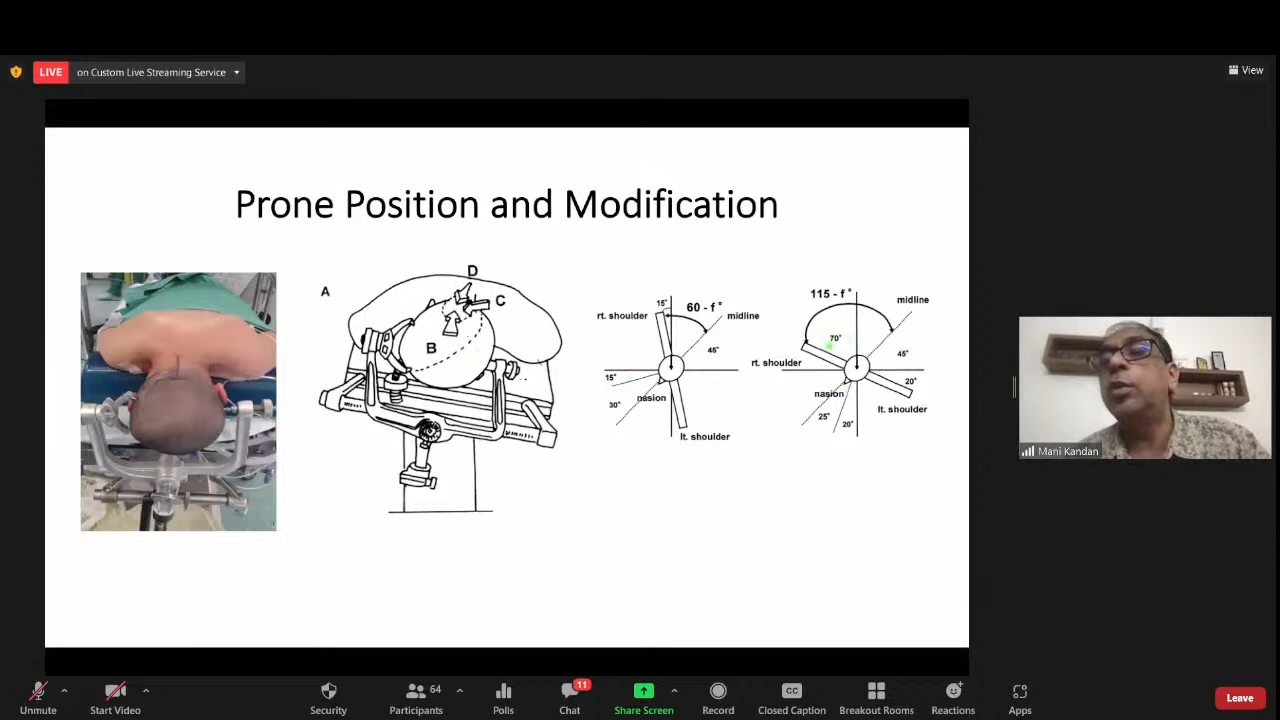 LIVE
on Custom Live Streaming Service
View
Prone Position and Modification
A
B
C
D
15°
60 - f°
rt. shoulder
midline
45°
15°
30°
nasion
lt. shoulder
115 - f°
midline
70°
rt. shoulder
45°
20°
nasion
lt. shoulder
25°
20°
Mani Kandan
Unmute
Start Video
Security
64
Participants
Polls
11
Chat
Share Screen
Record
CC
Closed Caption
Breakout Rooms
Reactions
Apps
Leave